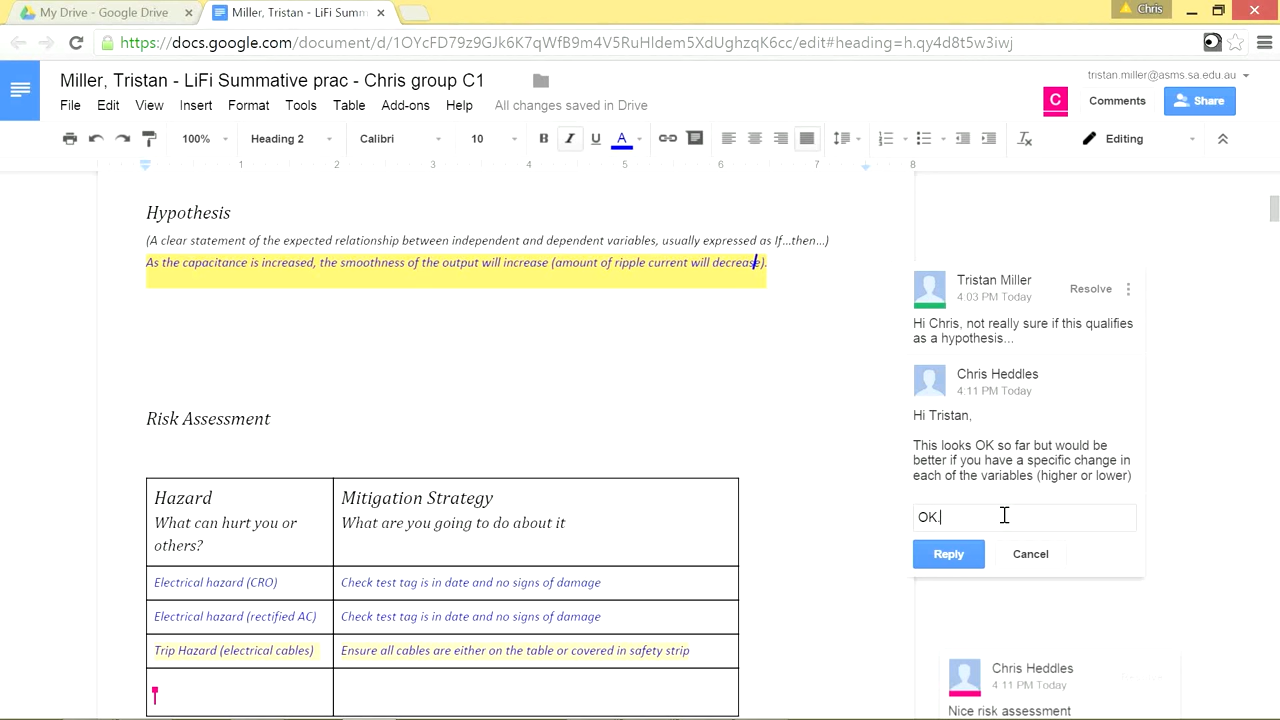 My Drive - Google Drive × Miller, Tristan - LiFi Summ × Chris
https://docs.google.com/document/d/1OYcFD79z9GJk6K7qWf89m4V5RuHIdem5XdUghzqK6cc/edit#heading=h.qy4d8t5w3iwj
Miller, Tristan - LiFi Summative prac - Chris group C1
tristan.miller@asms.sa.edu.au
File Edit View Insert Format Tools Table Add-ons Help All changes saved in Drive
C Comments Share
100% Heading 2 Calibri 10 B I U A Editing
1 2 3 4 5 6 7 8
Hypothesis
(A clear statement of the expected relationship between independent and dependent variables, usually expressed as If...then...)
As the capacitance is increased, the smoothness of the output will increase (amount of ripple current will decrease).
Risk Assessment
Hazard
What can hurt you or
others?
Mitigation Strategy
What are you going to do about it
Electrical hazard (CRO)
Check test tag is in date and no signs of damage
Electrical hazard (rectified AC)
Check test tag is in date and no signs of damage
Trip Hazard (electrical cables)
Ensure all cables are either on the table or covered in safety strip
Tristan Miller
4:03 PM Today
Resolve
Hi Chris, not really sure if this qualifies
as a hypothesis...
Chris Heddles
4:11 PM Today
Hi Tristan,
This looks OK so far but would be
better if you have a specific change in
each of the variables (higher or lower)
OK.
Reply Cancel
Chris Heddles
4:11 PM Today
Nice risk assessment